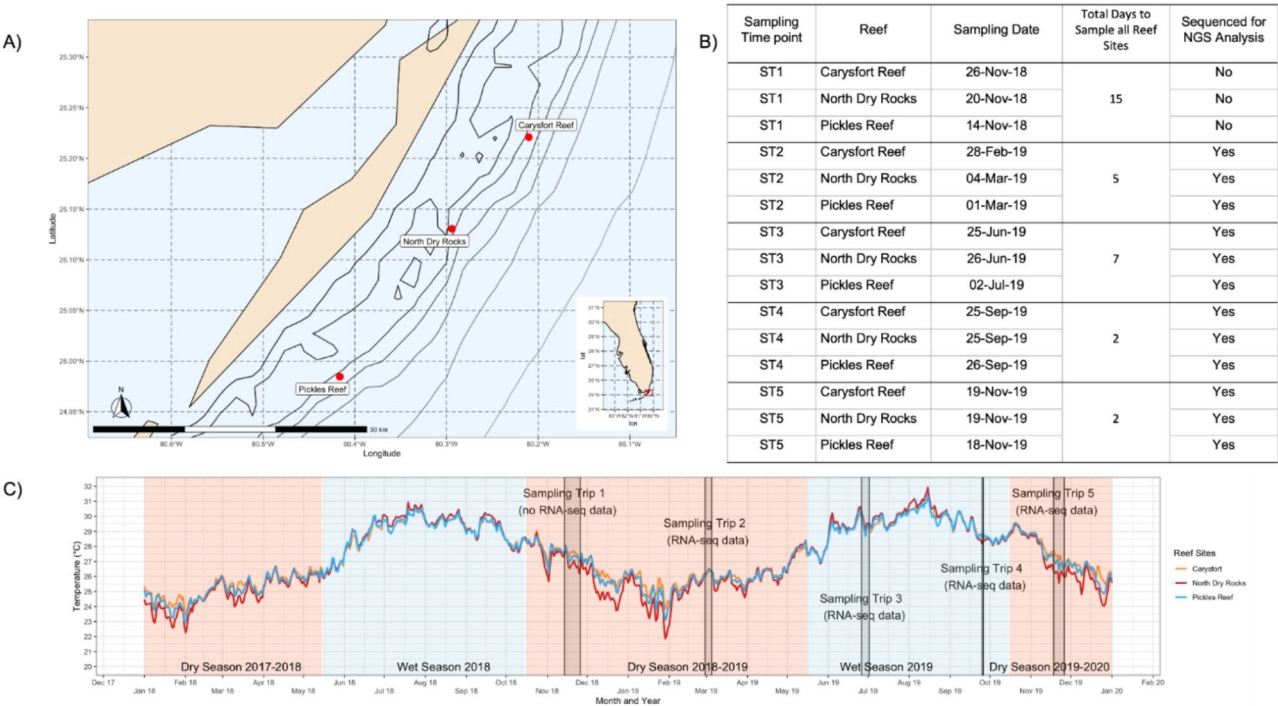 A)
25.30°N
25.25°N
25.20°N
25.15°N
25.10°N
25.05°N
25.00°N
24.95°N
Latitude
Carysfort Reef
North Dry Rocks
Pickles Reef
N
30 km
80.6°W 80.5°W 80.4°W 80.3°W 80.2°W 80.1°W
Longitude
lat
31°N
30°N
27°N
26°N
25°N
24°N
lon
B)
Sampling Time point Reef Sampling Date Total Days to Sample all Reef Sites Sequenced for NGS Analysis
ST1 Carysfort Reef 26-Nov-18 No
ST1 North Dry Rocks 20-Nov-18 15 No
ST1 Pickles Reef 14-Nov-18 No
ST2 Carysfort Reef 28-Feb-19 Yes
ST2 North Dry Rocks 04-Mar-19 5 Yes
ST2 Pickles Reef 01-Mar-19 Yes
ST3 Carysfort Reef 25-Jun-19 Yes
ST3 North Dry Rocks 26-Jun-19 7 Yes
ST3 Pickles Reef 02-Jul-19 Yes
ST4 Carysfort Reef 25-Sep-19 Yes
ST4 North Dry Rocks 25-Sep-19 2 Yes
ST4 Pickles Reef 26-Sep-19 Yes
ST5 Carysfort Reef 19-Nov-19 Yes
ST5 North Dry Rocks 19-Nov-19 2 Yes
ST5 Pickles Reef 18-Nov-19 Yes
C)
32
31
30
29
28
27
26
25
24
23
22
21
20
Temperature (°C)
Sampling Trip 1
(no RNA-seq data)
Sampling Trip 2
(RNA-seq data)
Sampling Trip 3
(RNA-seq data)
Sampling Trip 4
(RNA-seq data)
Sampling Trip 5
(RNA-seq data)
Dry Season 2017-2018 Wet Season 2018 Dry Season 2018-2019 Wet Season 2019 Dry Season 2019-2020
Dec 17 Feb 18 Apr 18 Jun 18 Aug 18 Oct 18 Dec 18 Feb 19 Apr 19 Jun 19 Aug 19 Oct 19 Dec 19 Feb 20
Jan 18 Mar 18 May 18 Jul 18 Sep 18 Nov 18 Jan 19 Mar 19 May 19 Jul 19 Sep 19 Nov 19 Jan 20
Month and Year
Reef Sites
Carysfort
North Dry Rocks
Pickles Reef